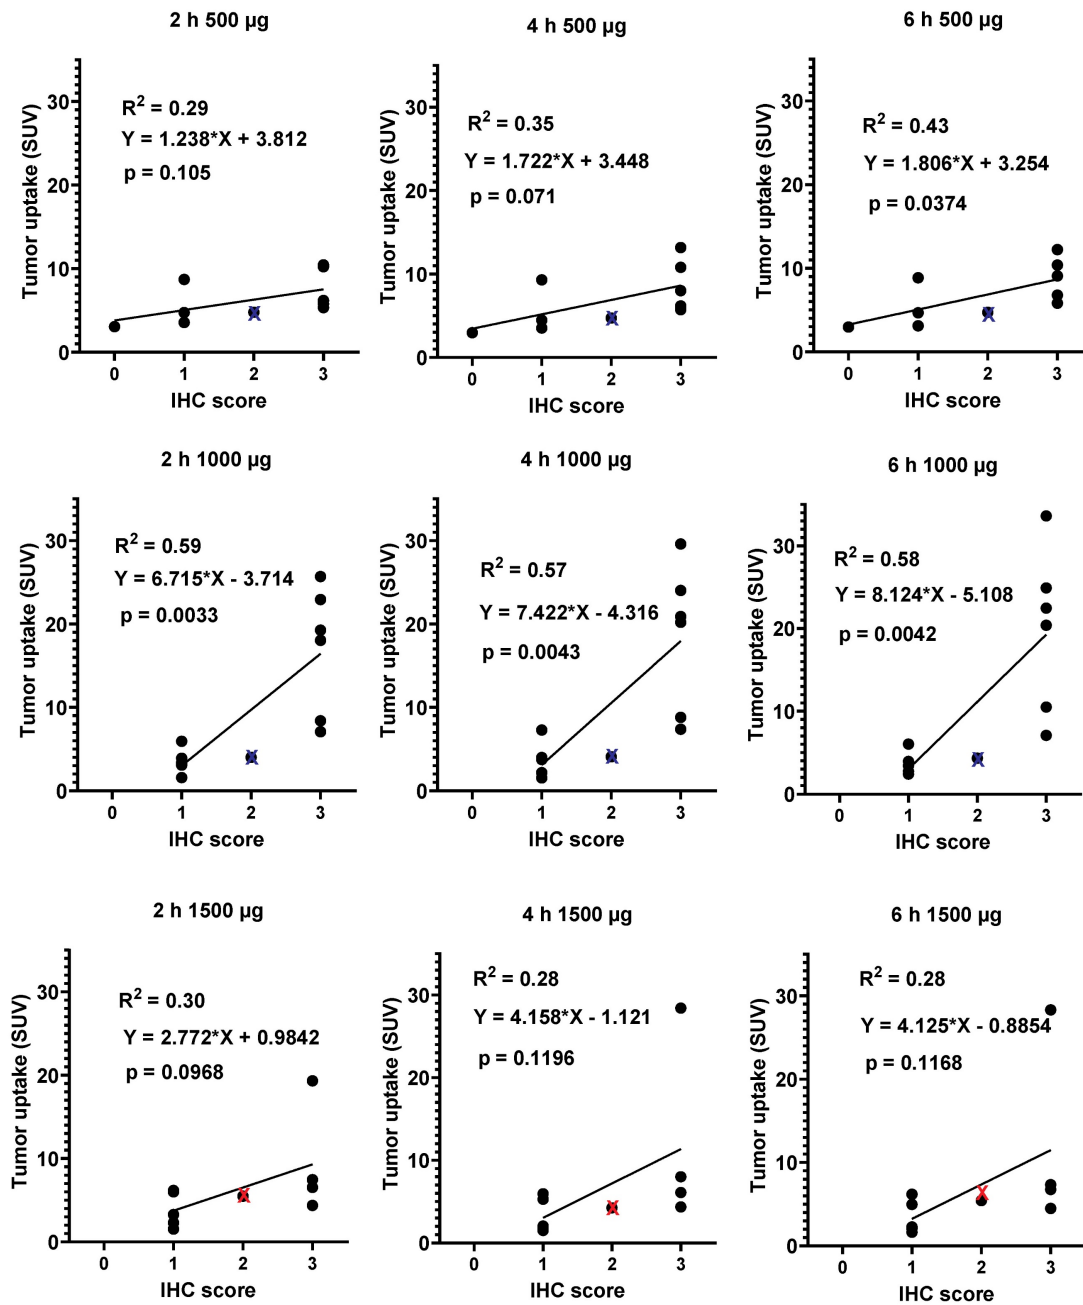 2 h 500 µg
4 h 500 µg
6 h 500 µg
Tumor uptake (SUV)
30
20
10
0
R² = 0.29
Y = 1.238*X + 3.812
p = 0.105
X
0 1 2 3
IHC score
Tumor uptake (SUV)
30
20
10
0
R² = 0.35
Y = 1.722*X + 3.448
p = 0.071
X
0 1 2 3
IHC score
Tumor uptake (SUV)
30
20
10
0
R² = 0.43
Y = 1.806*X + 3.254
p = 0.0374
X
0 1 2 3
IHC score
2 h 1000 µg
4 h 1000 µg
6 h 1000 µg
Tumor uptake (SUV)
30
20
10
0
R² = 0.59
Y = 6.715*X - 3.714
p = 0.0033
X
0 1 2 3
IHC score
Tumor uptake (SUV)
30
20
10
0
R² = 0.57
Y = 7.422*X - 4.316
p = 0.0043
X
0 1 2 3
IHC score
Tumor uptake (SUV)
30
20
10
0
R² = 0.58
Y = 8.124*X - 5.108
p = 0.0042
X
0 1 2 3
IHC score
2 h 1500 µg
4 h 1500 µg
6 h 1500 µg
Tumor uptake (SUV)
30
20
10
0
R² = 0.30
Y = 2.772*X + 0.9842
p = 0.0968
X
0 1 2 3
IHC score
Tumor uptake (SUV)
30
20
10
0
R² = 0.28
Y = 4.158*X - 1.121
p = 0.1196
X
0 1 2 3
IHC score
Tumor uptake (SUV)
30
20
10
0
R² = 0.28
Y = 4.125*X - 0.8854
p = 0.1168
X
0 1 2 3
IHC score